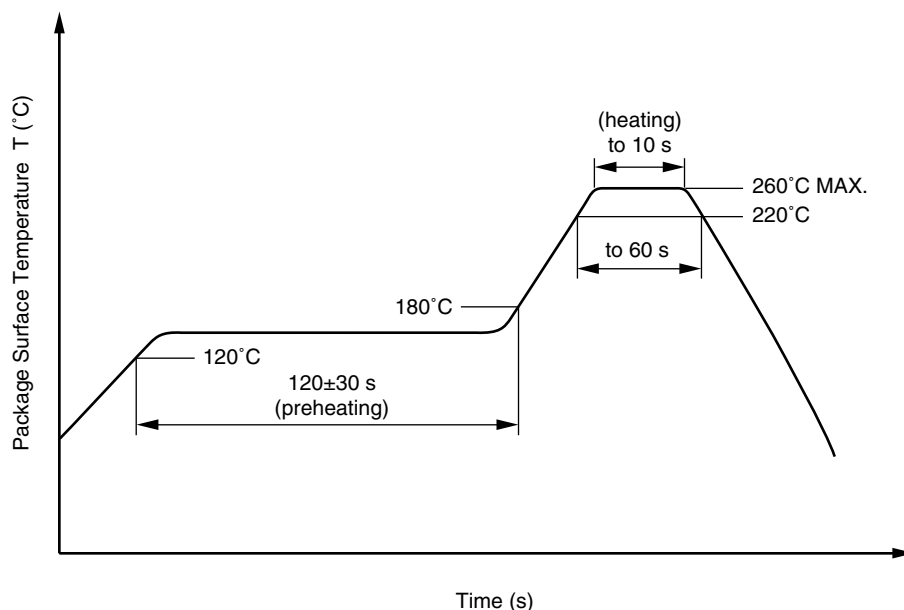 Package Surface Temperature T (˚C)
(heating)
to 10 s
260˚C MAX.
220˚C
to 60 s
180˚C
120˚C
120±30 s
(preheating)
Time (s)